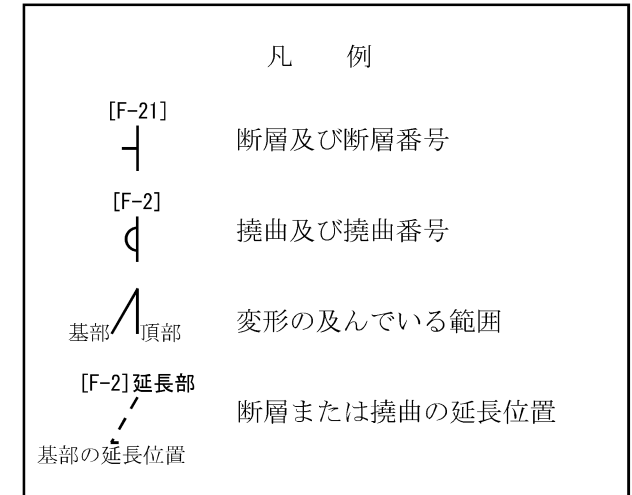 凡　例
[F-21]
断層及び断層番号
[F-2]
撓曲及び撓曲番号
基部 頂部
変形の及んでいる範囲
[F-2]延長部
断層または撓曲の延長位置
基部の延長位置